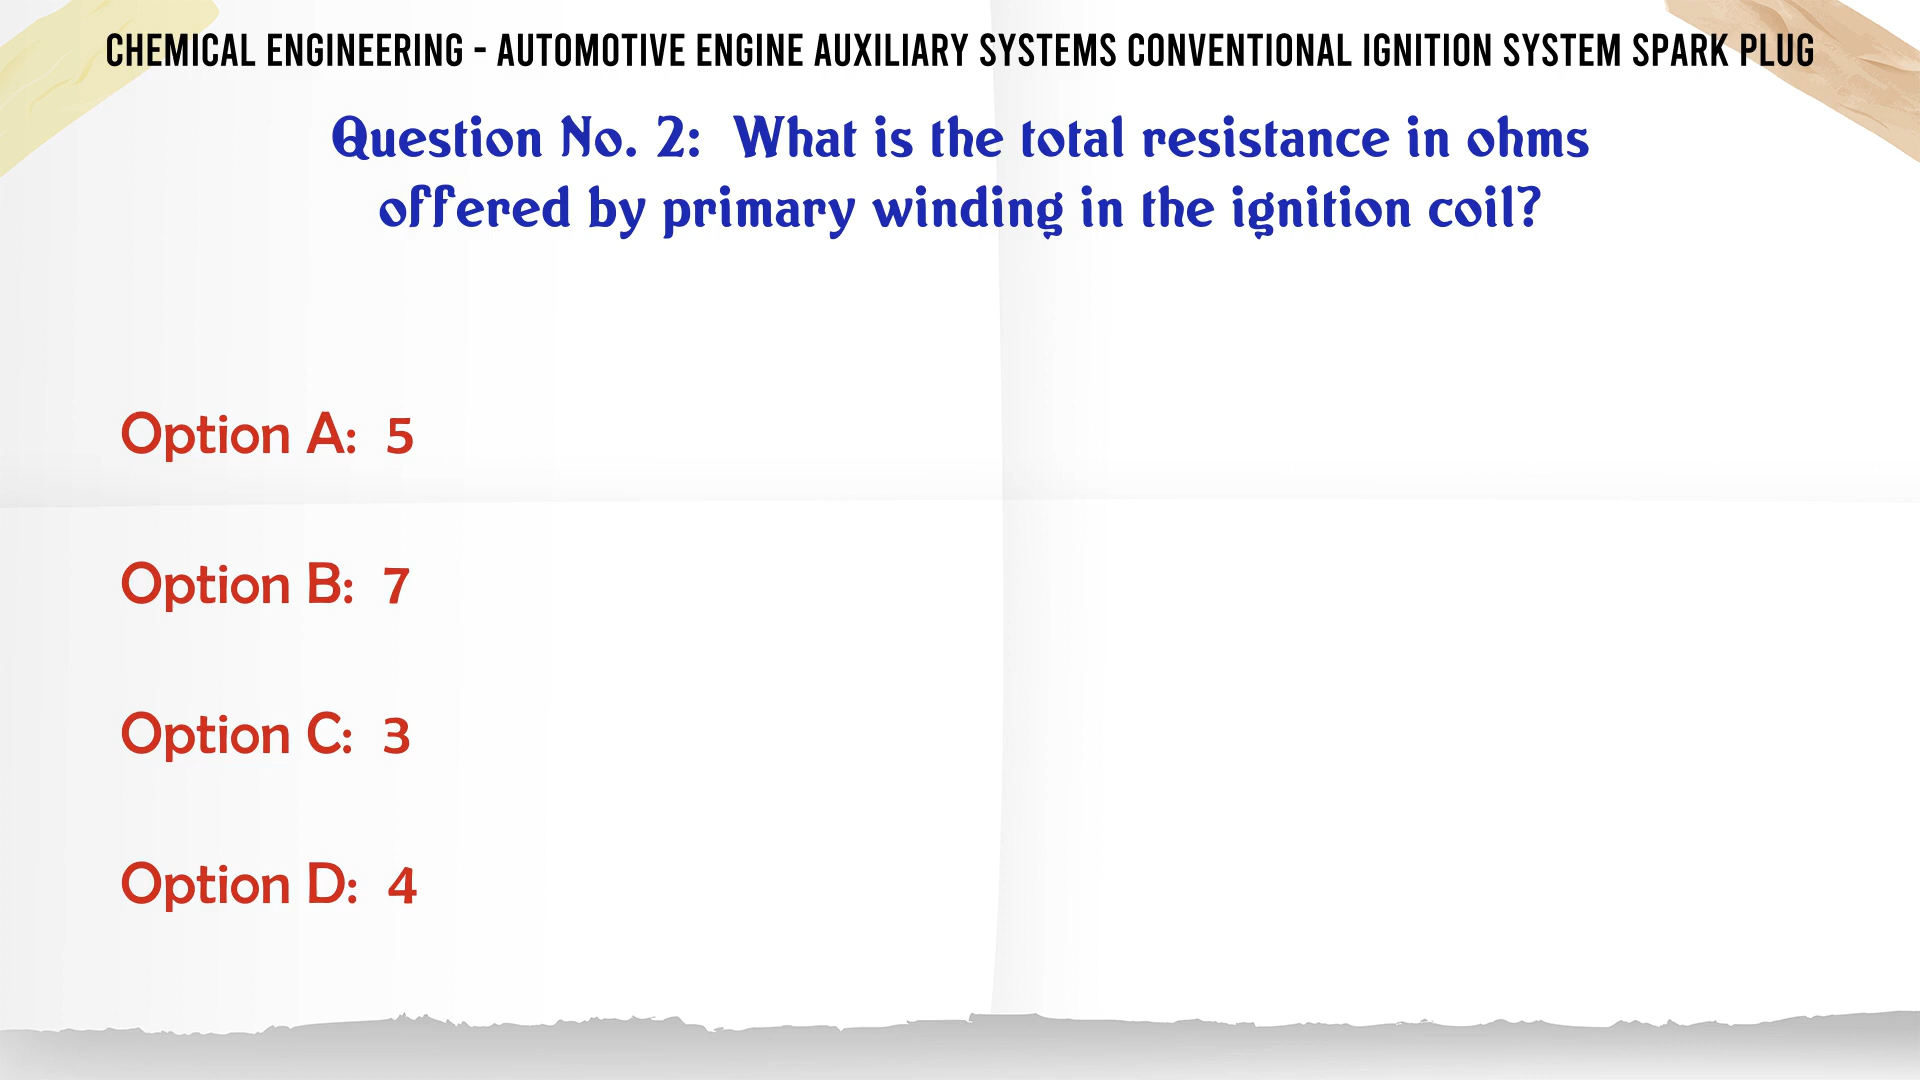 CHEMICAL ENGINEERING - AUTOMOTIVE ENGINE AUXILIARY SYSTEMS CONVENTIONAL IGNITION SYSTEM SPARK PLUG
Question No. 2: What is the total resistance in ohms
offered by primary winding in the ignition coil?
Option A: 5
Option B: 7
Option C: 3
Option D: 4